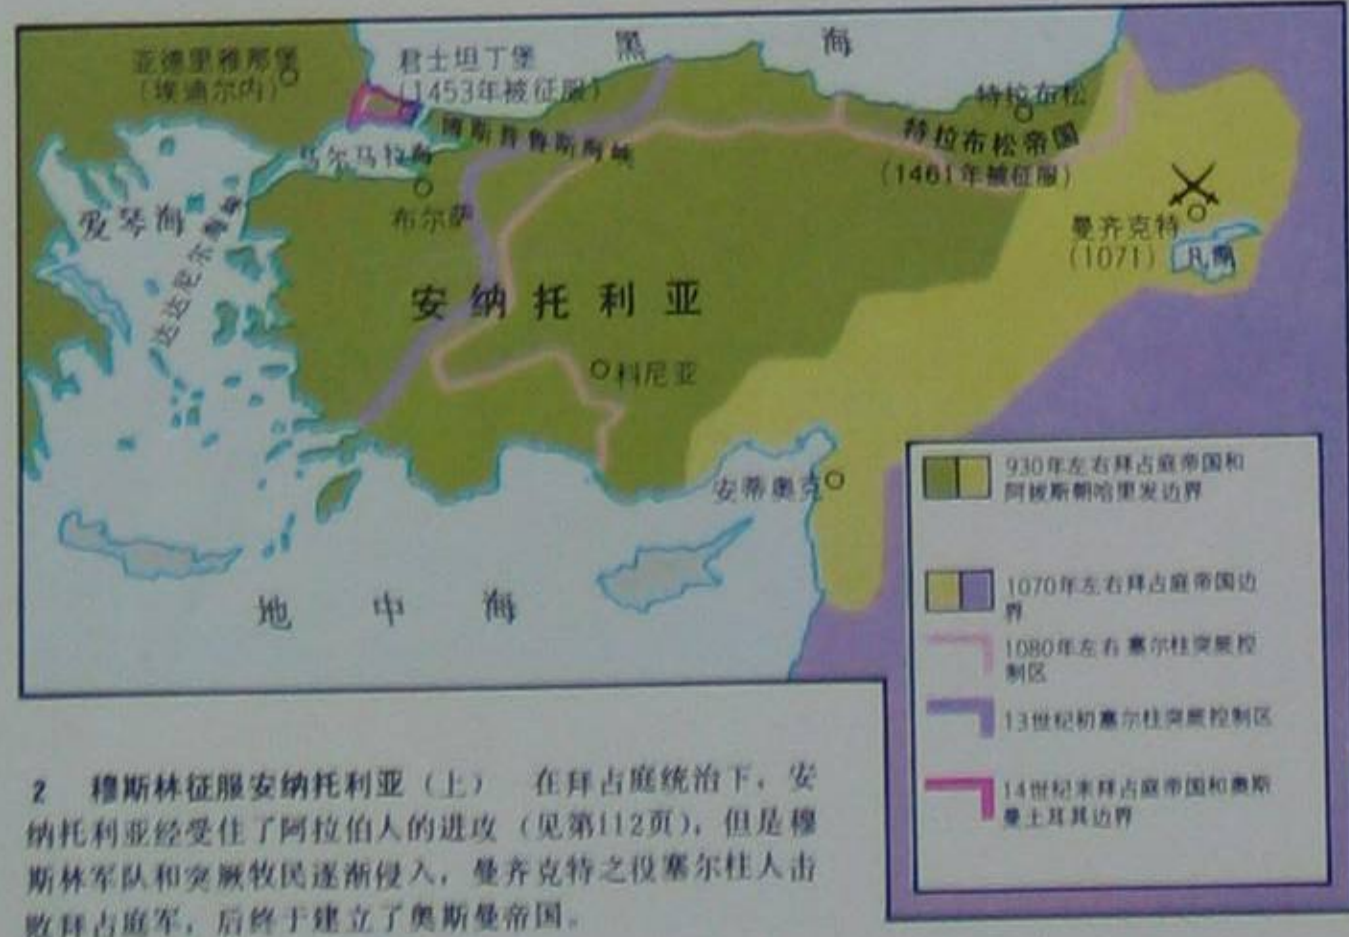 黑 海
亚德里雅那堡
(埃迪尔内)
君士坦丁堡
(1453年被征服)
博斯普鲁斯海峡
特拉布松
特拉布松帝国
(1461年被征服)
马尔马拉海
布尔萨
爱琴海
达达尼尔海峡
曼齐克特
(1071)
凡湖
安纳托利亚
科尼亚
安蒂奥克
地中海
930年左右拜占庭帝国和
阿拔斯朝哈里发边界
1070年左右拜占庭帝国边
界
1080年左右塞尔柱突厥控
制区
13世纪初塞尔柱突厥控制区
14世纪末拜占庭帝国和奥斯
曼土耳其边界
2 穆斯林征服安纳托利亚（上） 在拜占庭统治下，安
纳托利亚经受住了阿拉伯人的进攻（见第112页），但是穆
斯林军队和突厥牧民逐渐侵入，曼齐克特之役塞尔柱人击
败拜占庭军，后终于建立了奥斯曼帝国。